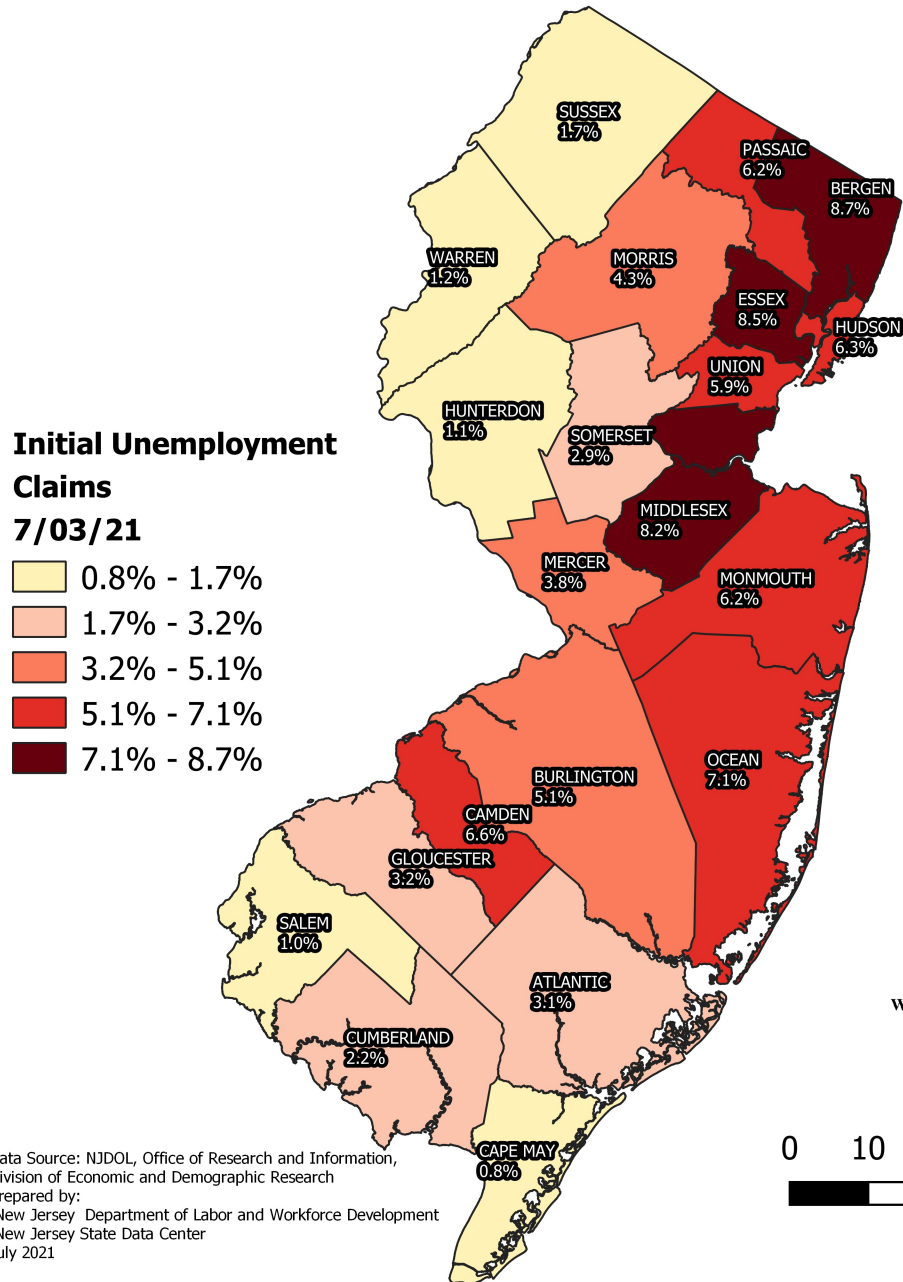 SUSSEX
1.7%
PASSAIC
6.2%
BERGEN
8.7%
WARREN
1.2%
MORRIS
4.3%
ESSEX
8.5%
HUDSON
6.3%
UNION
5.9%
HUNTERDON
1.1%
SOMERSET
2.9%
MIDDLESEX
8.2%
MERCER
3.8%
MONMOUTH
6.2%
Initial Unemployment
Claims
7/03/21
0.8% - 1.7%
1.7% - 3.2%
3.2% - 5.1%
5.1% - 7.1%
7.1% - 8.7%
OCEAN
7.1%
BURLINGTON
5.1%
CAMDEN
6.6%
GLOUCESTER
3.2%
SALEM
1.0%
ATLANTIC
3.1%
CUMBERLAND
2.2%
CAPE MAY
0.8%
W
ata Source: NJDOL, Office of Research and Information,
ivision of Economic and Demographic Research
repared by:
New Jersey Department of Labor and Workforce Development
New Jersey State Data Center
uly 2021
0 10